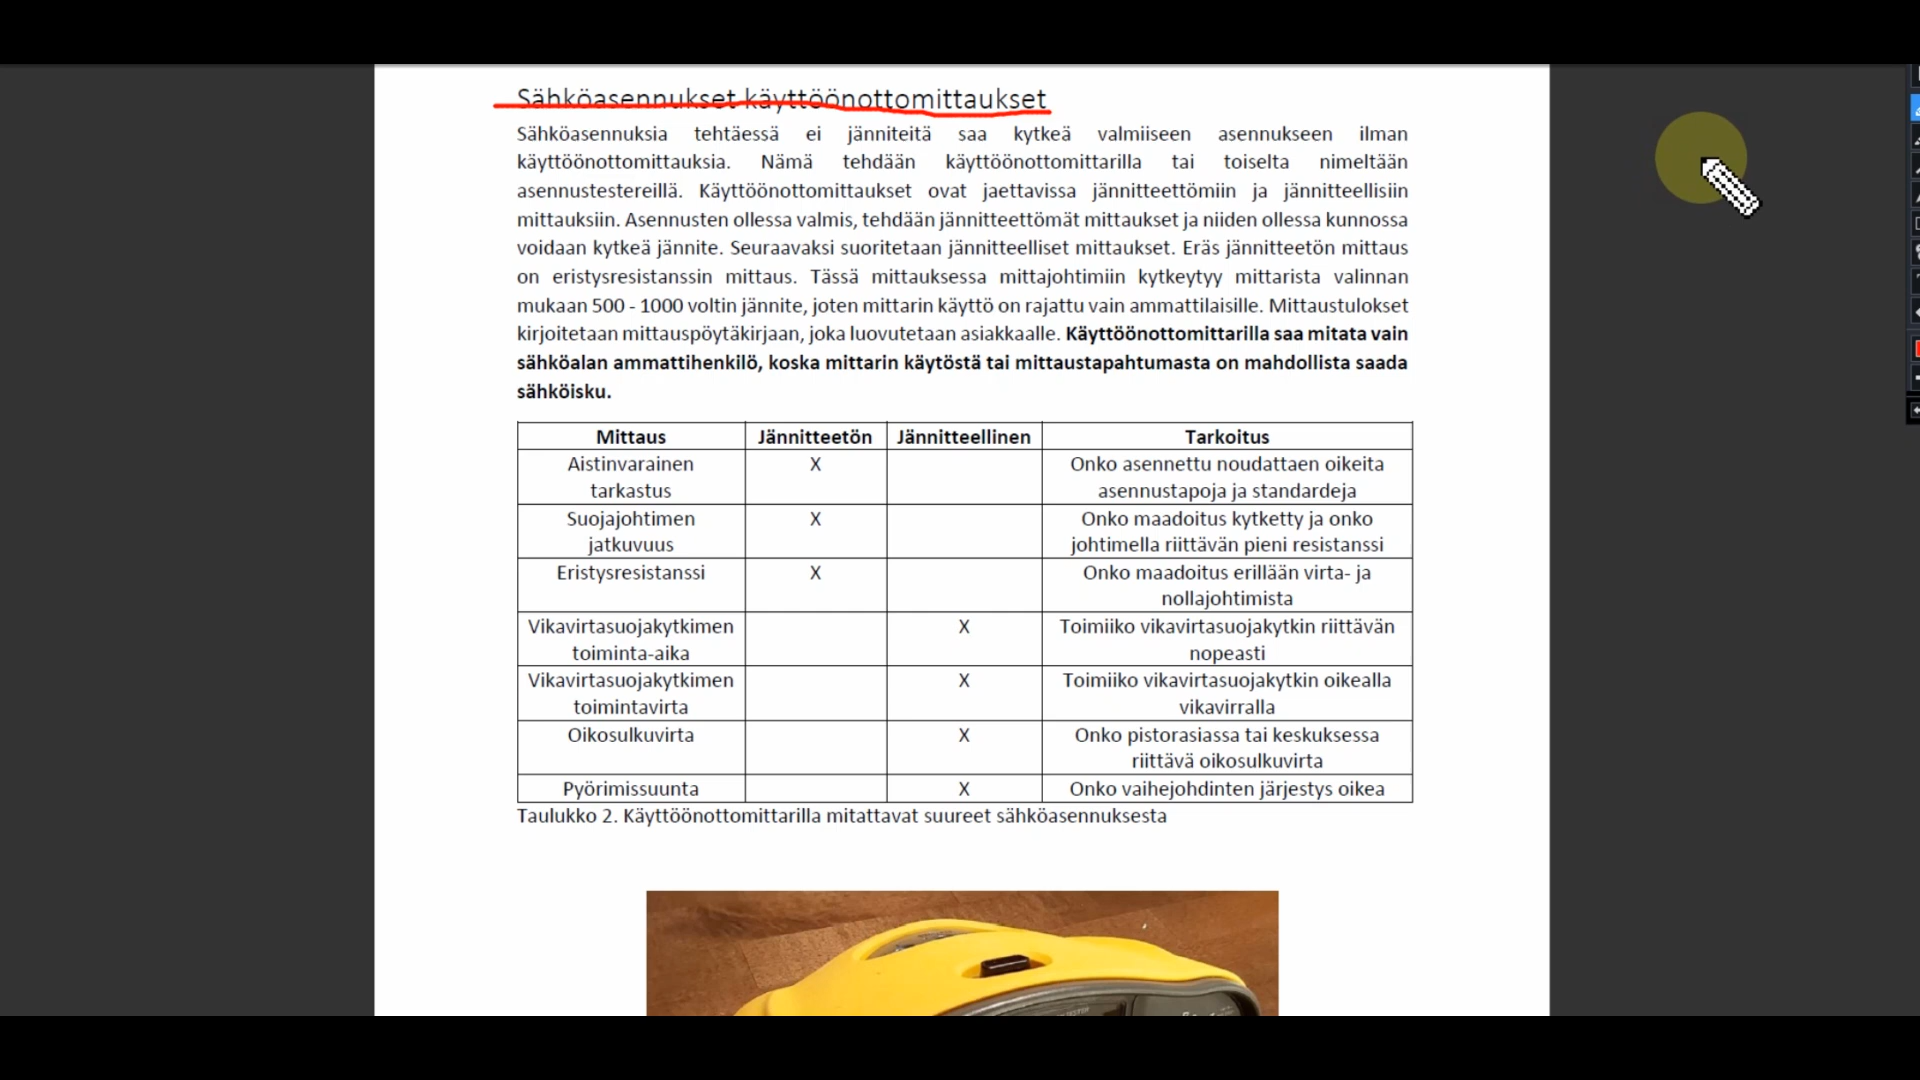 Sähköasennukset käyttöönottomittaukset
Sähköasennuksia tehtäessä ei jänniteitä saa kytkeä valmiiseen asennukseen ilman
käyttöönottomittauksia. Nämä tehdään käyttöönottomittarilla tai toiselta nimeltään
asennustestereillä. Käyttöönottomittaukset ovat jaettavissa jännitteettömiin ja jännitteellisiin
mittauksiin. Asennusten ollessa valmis, tehdään jännitteettömät mittaukset ja niiden ollessa kunnossa
voidaan kytkeä jännite. Seuraavaksi suoritetaan jännitteelliset mittaukset. Eräs jännitteetön mittaus
on eristysresistanssin mittaus. Tässä mittauksessa mittajohtimiin kytkeytyy mittarista valinnan
mukaan 500 - 1000 voltin jännite, joten mittarin käyttö on rajattu vain ammattilaisille. Mittaustulokset
kirjoitetaan mittauspöytäkirjaan, joka luovutetaan asiakkaalle. Käyttöönottomittarilla saa mitata vain
sähköalan ammattihenkilö, koska mittarin käytöstä tai mittaustapahtumasta on mahdollista saada
sähköisku.
Mittaus Jännitteetön Jännitteellinen Tarkoitus
Aistinvarainen X Onko asennettu noudattaen oikeita
tarkastus asennustapoja ja standardeja
Suojajohtimen X Onko maadoitus kytketty ja onko
jatkuvuus johtimella riittävän pieni resistanssi
Eristysresistanssi X Onko maadoitus erillään virta- ja
nollajohtimista
Vikavirtasuojakytkimen X Toimiiko vikavirtasuojakytkin riittävän
toiminta-aika nopeasti
Vikavirtasuojakytkimen X Toimiiko vikavirtasuojakytkin oikealla
toimintavirta vikavirralla
Oikosulkuvirta X Onko pistorasiassa tai keskuksessa
riittävä oikosulkuvirta
Pyörimissuunta X Onko vaihejohdinten järjestys oikea
Taulukko 2. Käyttöönottomittarilla mitattavat suureet sähköasennuksesta